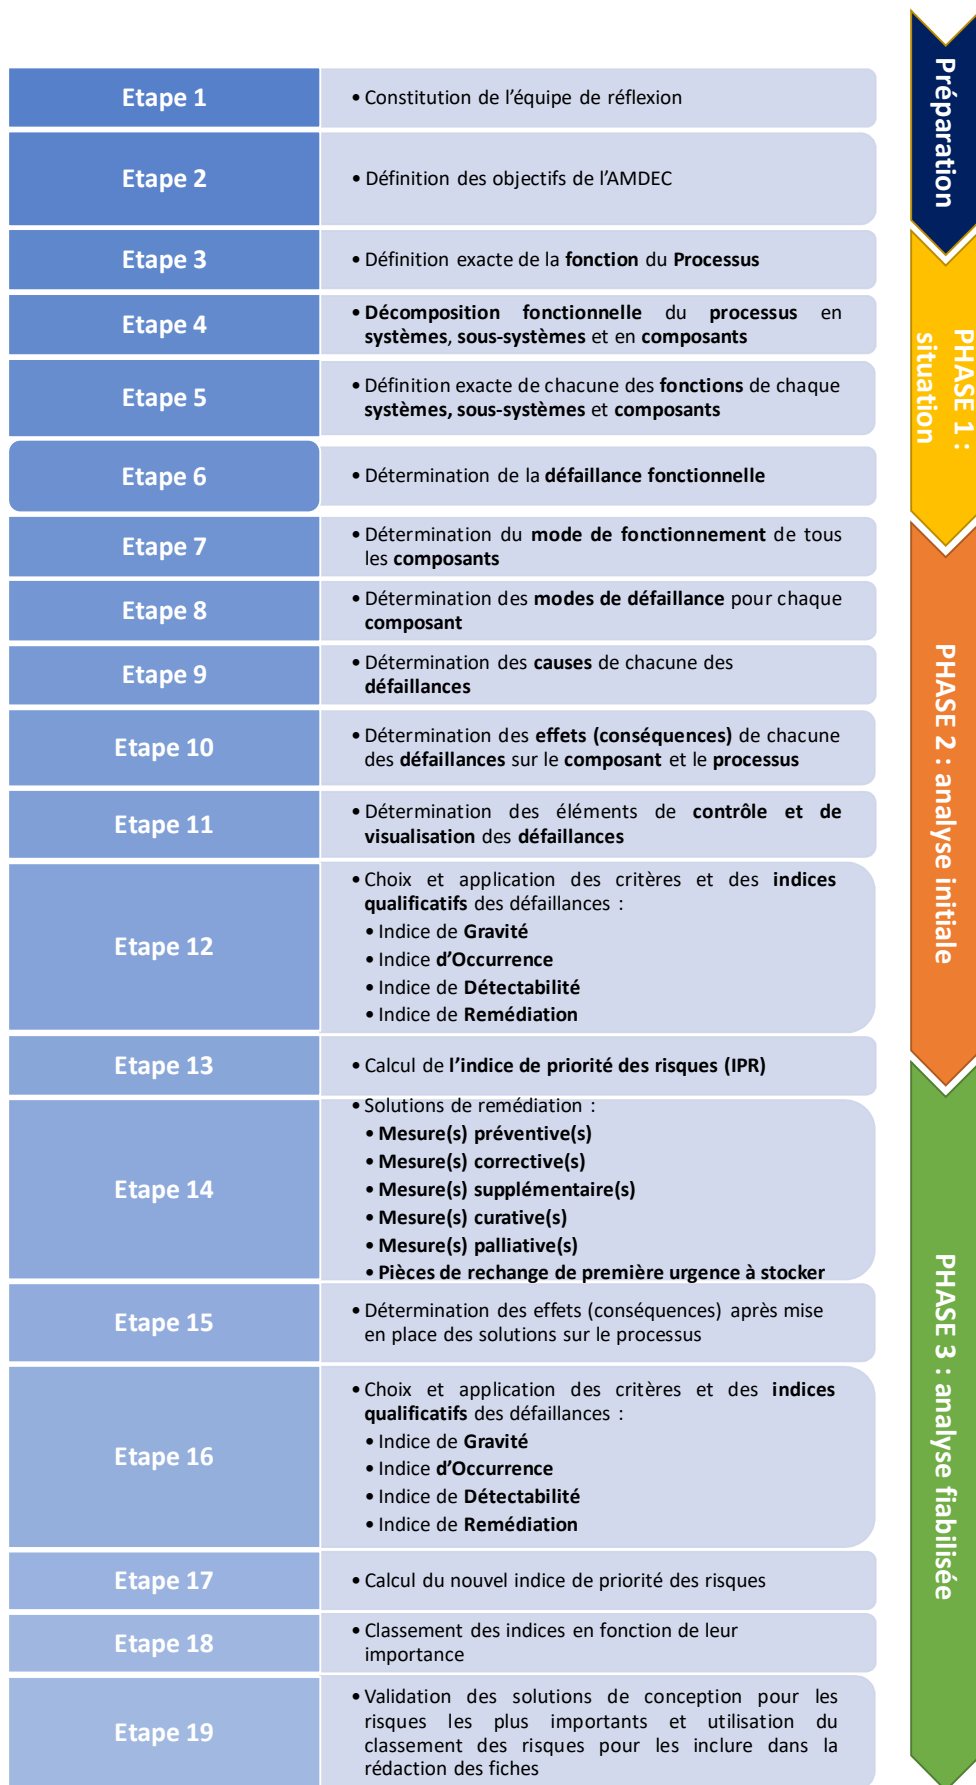 Préparation
Etape 1
• Constitution de l’équipe de réflexion
Etape 2
• Définition des objectifs de l’AMDEC
PHASE 1 :
situation
Etape 3
• Définition exacte de la fonction du Processus
Etape 4
• Décomposition fonctionnelle du processus en
systèmes, sous-systèmes et en composants
Etape 5
• Définition exacte de chacune des fonctions de chaque
systèmes, sous-systèmes et composants
Etape 6
• Détermination de la défaillance fonctionnelle
PHASE 2 : analyse initiale
Etape 7
• Détermination du mode de fonctionnement de tous
les composants
Etape 8
• Détermination des modes de défaillance pour chaque
composant
Etape 9
• Détermination des causes de chacune des
défaillances
Etape 10
• Détermination des effets (conséquences) de chacune
des défaillances sur le composant et le processus
Etape 11
• Détermination des éléments de contrôle et de
visualisation des défaillances
Etape 12
• Choix et application des critères et des indices
qualificatifs des défaillances :
• Indice de Gravité
• Indice d’Occurrence
• Indice de Détectabilité
• Indice de Remédiation
Etape 13
• Calcul de l’indice de priorité des risques (IPR)
PHASE 3 : analyse fiabilisée
Etape 14
• Solutions de remédiation :
• Mesure(s) préventive(s)
• Mesure(s) corrective(s)
• Mesure(s) supplémentaire(s)
• Mesure(s) curative(s)
• Mesure(s) palliative(s)
• Pièces de rechange de première urgence à stocker
Etape 15
• Détermination des effets (conséquences) après mise
en place des solutions sur le processus
Etape 16
• Choix et application des critères et des indices
qualificatifs des défaillances :
• Indice de Gravité
• Indice d’Occurrence
• Indice de Détectabilité
• Indice de Remédiation
Etape 17
• Calcul du nouvel indice de priorité des risques
Etape 18
• Classement des indices en fonction de leur
importance
Etape 19
• Validation des solutions de conception pour les
risques les plus importants et utilisation du
classement des risques pour les inclure dans la
rédaction des fiches